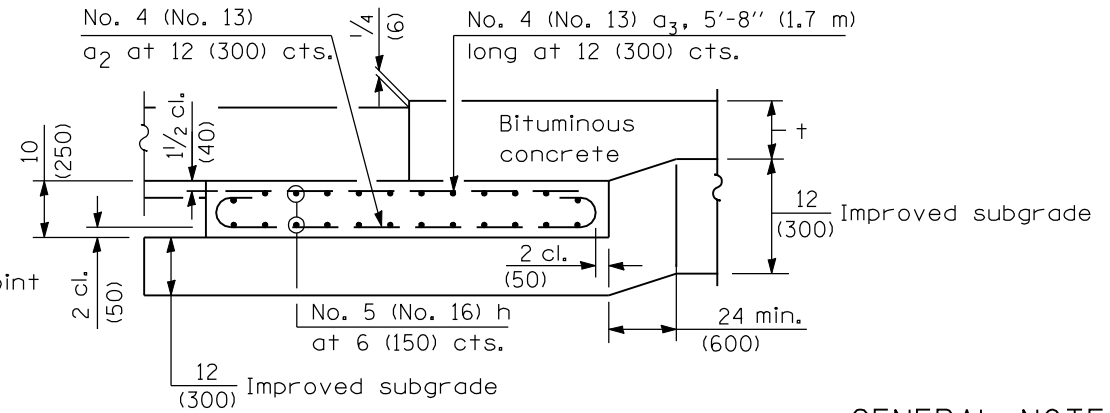 No. 4 (No. 13)
a2 at 12 (300) cts.
1/4
(6)
No. 4 (No. 13) a3, 5'-8" (1.7 m)
long at 12 (300) cts.
10
(250)
1 1/2 cl.
(40)
Bituminous
concrete
t
12
(300)
Improved subgrade
2 cl.
(50)
2 cl.
(50)
No. 5 (No. 16) h
at 6 (150) cts.
24 min.
(600)
12
(300)
Improved subgrade